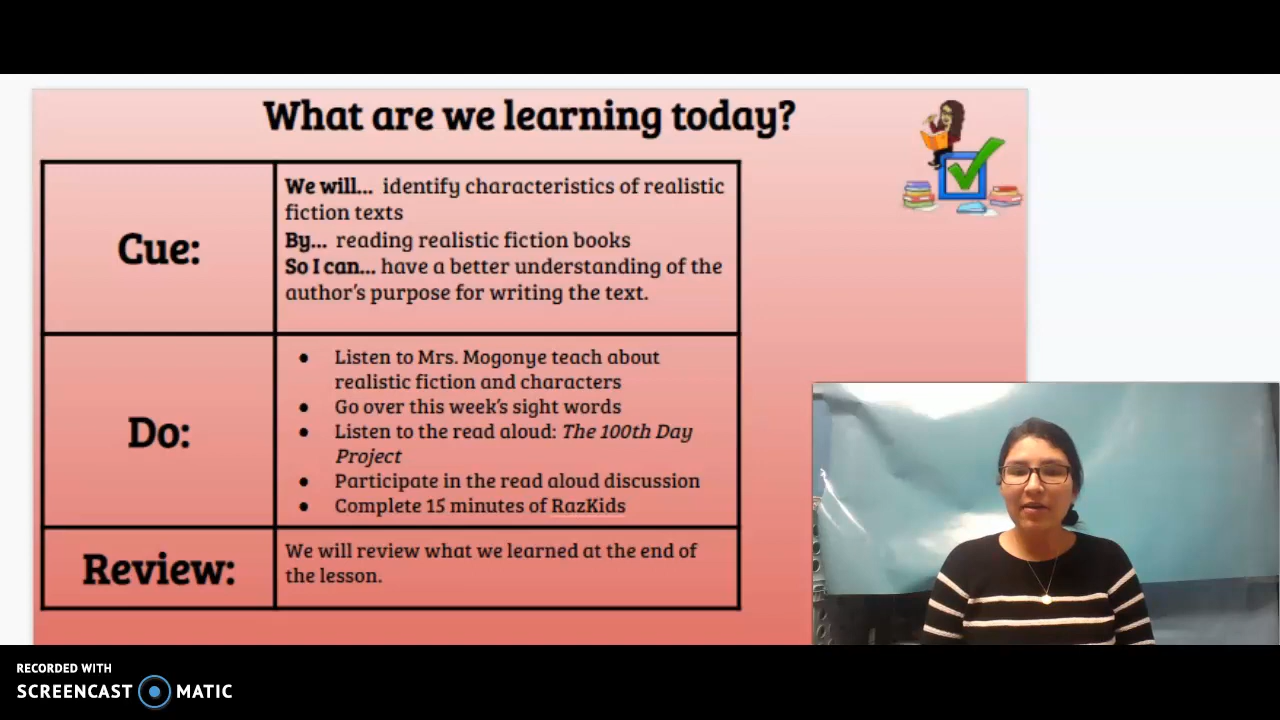 What are we learning today?
Cue:
We will... identify characteristics of realistic
fiction texts
By... reading realistic fiction books
So I can... have a better understanding of the
author's purpose for writing the text.
Do:
● Listen to Mrs. Mogonye teach about
realistic fiction and characters
● Go over this week's sight words
● Listen to the read aloud: The 100th Day
Project
● Participate in the read aloud discussion
● Complete 15 minutes of RazKids
Review:
We will review what we learned at the end of
the lesson.
RECORDED WITH
SCREENCAST MATIC